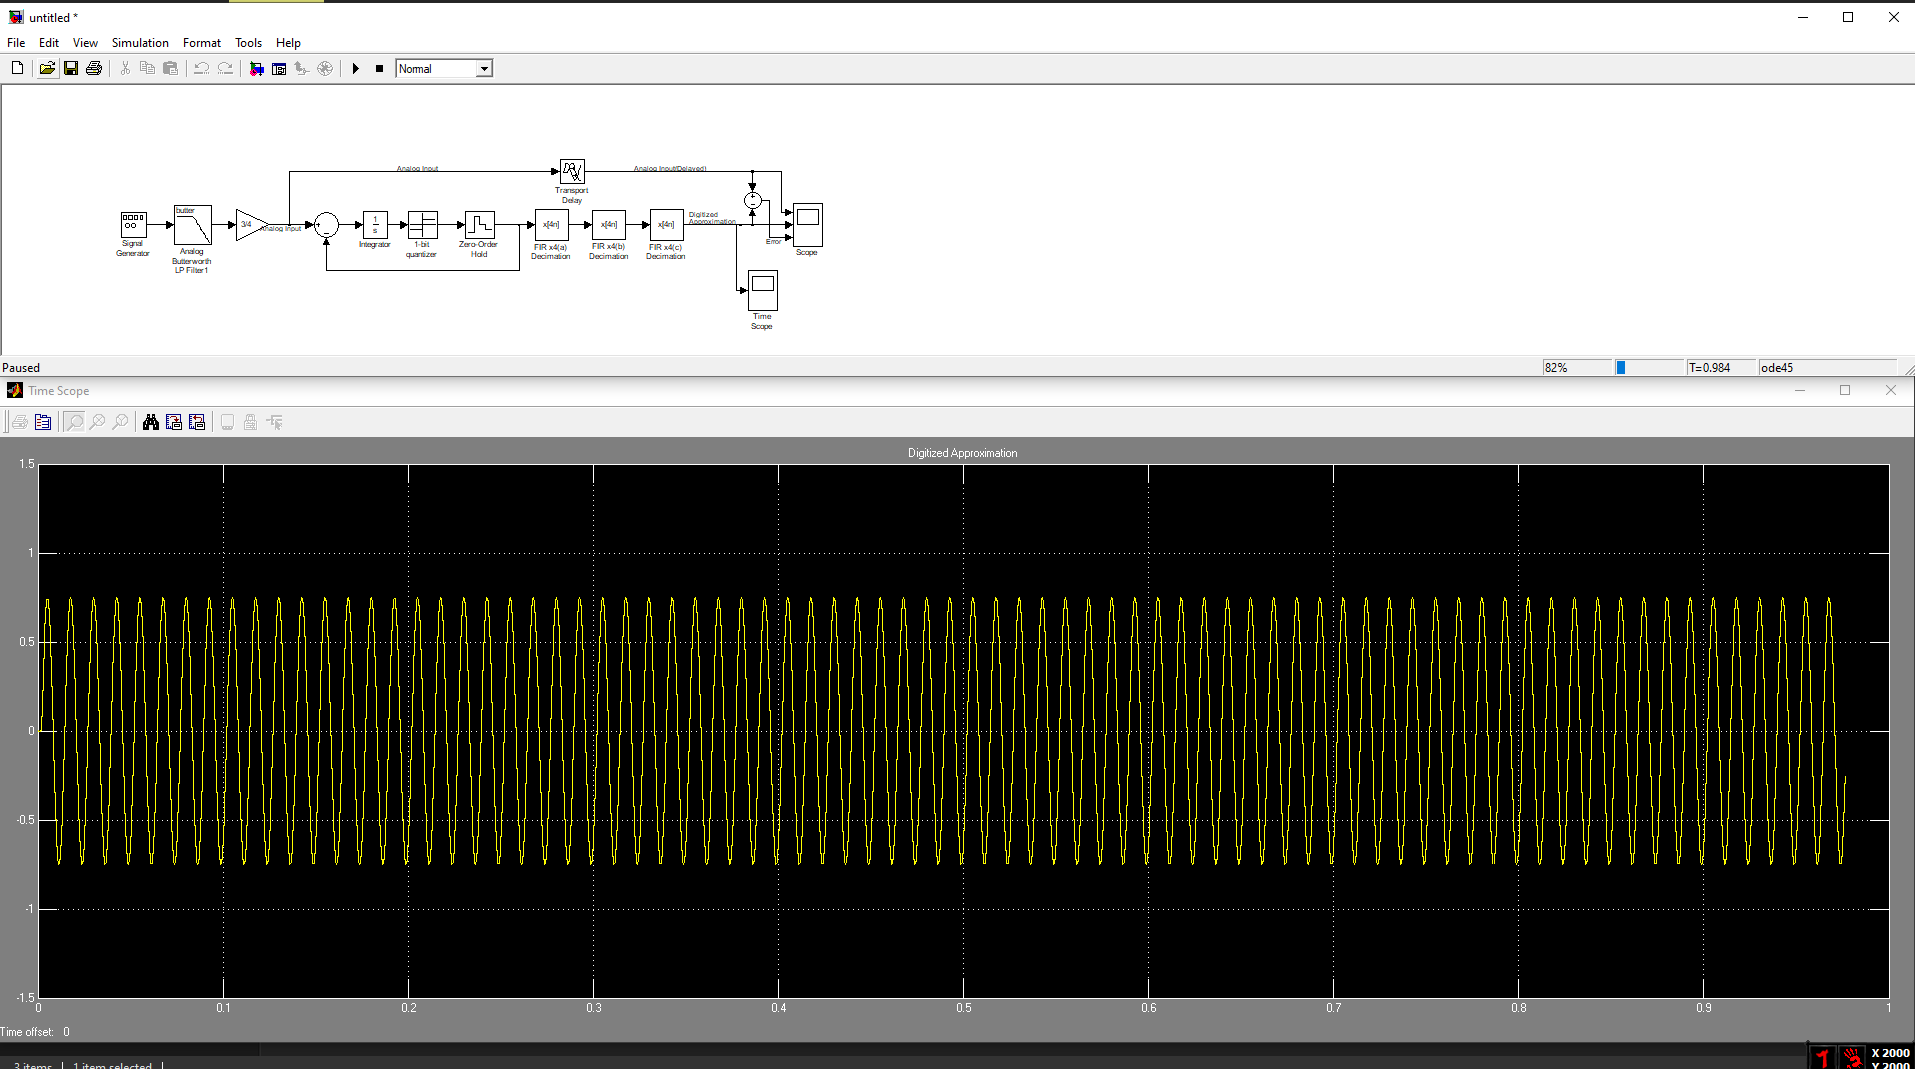 untitled *
File Edit View Simulation Format Tools Help
Normal
Analog Input
Analog Input(Delayed)
Transport
Delay
butter
3/4
Analog Input
1
s
x[4n]
x[4n]
x[4n]
Digitized
Approximation
Error
Signal
Generator
Analog
Butterworth
LP Filter1
Integrator
1-bit
quantizer
Zero-Order
Hold
FIR x4(a)
Decimation
FIR x4(b)
Decimation
FIR x4(c)
Decimation
Scope
Time
Scope
Paused 82% T=0.984 ode45
Time Scope
Digitized Approximation
1.5
1
0.5
0
-0.5
-1
-1.5
0 0.1 0.2 0.3 0.4 0.5 0.6 0.7 0.8 0.9 1
Time offset: 0
3 items 1 item selected
X 2000
Y 2000